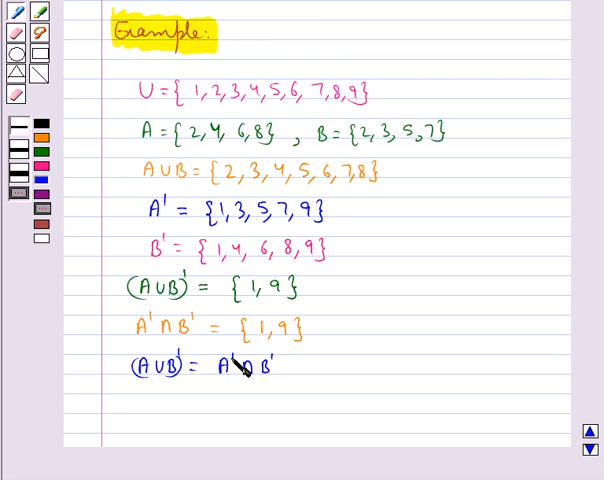 Example:
U = { 1, 2, 3, 4, 5, 6, 7, 8, 9}
A = {2, 4, 6, 8} , B = {2, 3, 5, 7}
A ∪ B = {2, 3, 4, 5, 6, 7, 8}
A' = {1, 3, 5, 7, 9}
B' = {1, 4, 6, 8, 9}
(A ∪ B)' = {1, 9}
A' ∩ B' = {1, 9}
(A ∪ B)' = A' ∩ B'